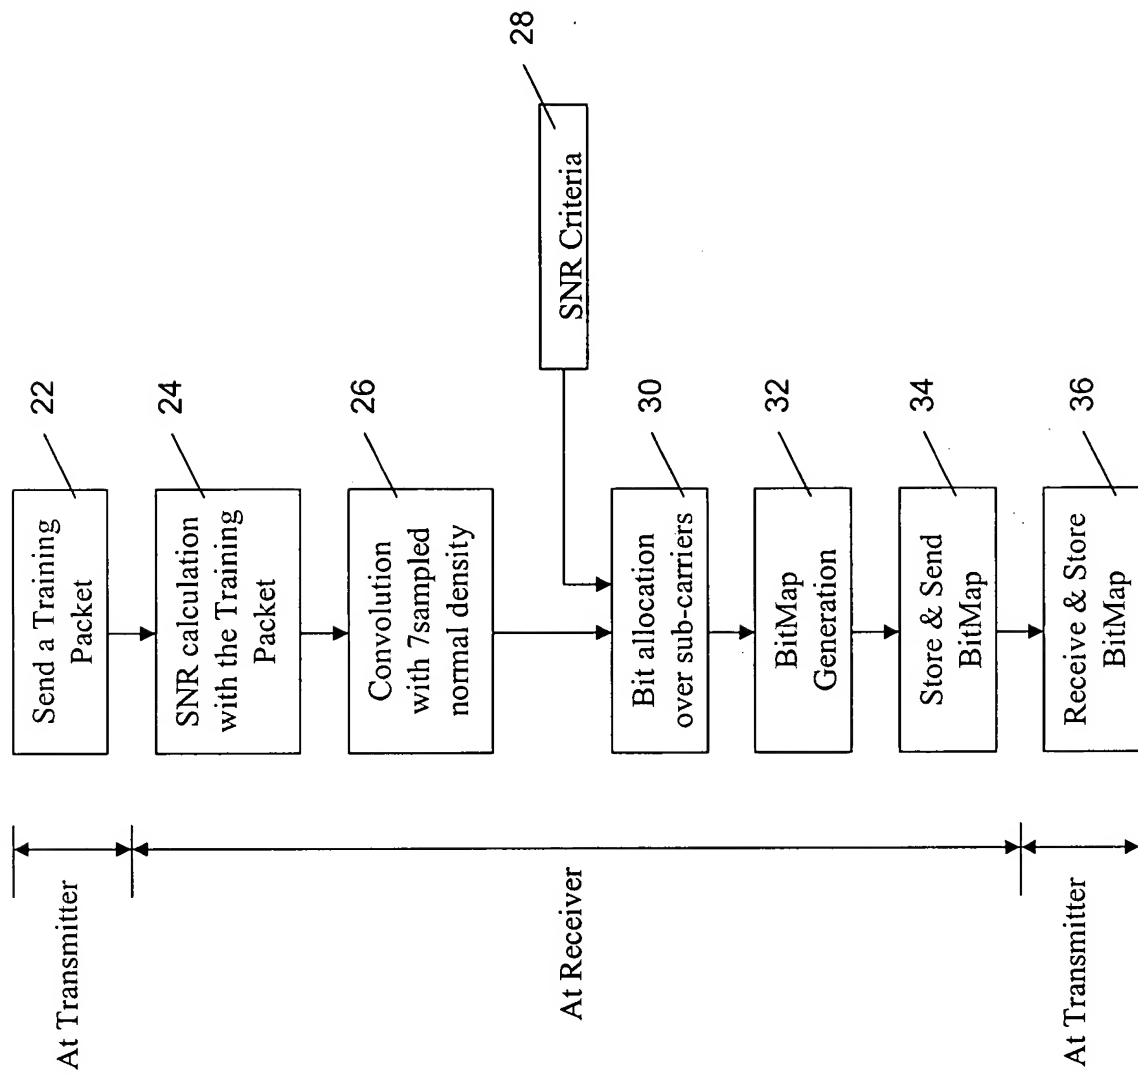 Send a Training
Packet
22
SNR calculation
with the Training
Packet
24
Convolution
with 7sampled
normal density
26
SNR Criteria
28
Bit allocation
over sub-carriers
30
BitMap
Generation
32
Store & Send
BitMap
34
Receive & Store
BitMap
36
At Transmitter
At Receiver
At Transmitter